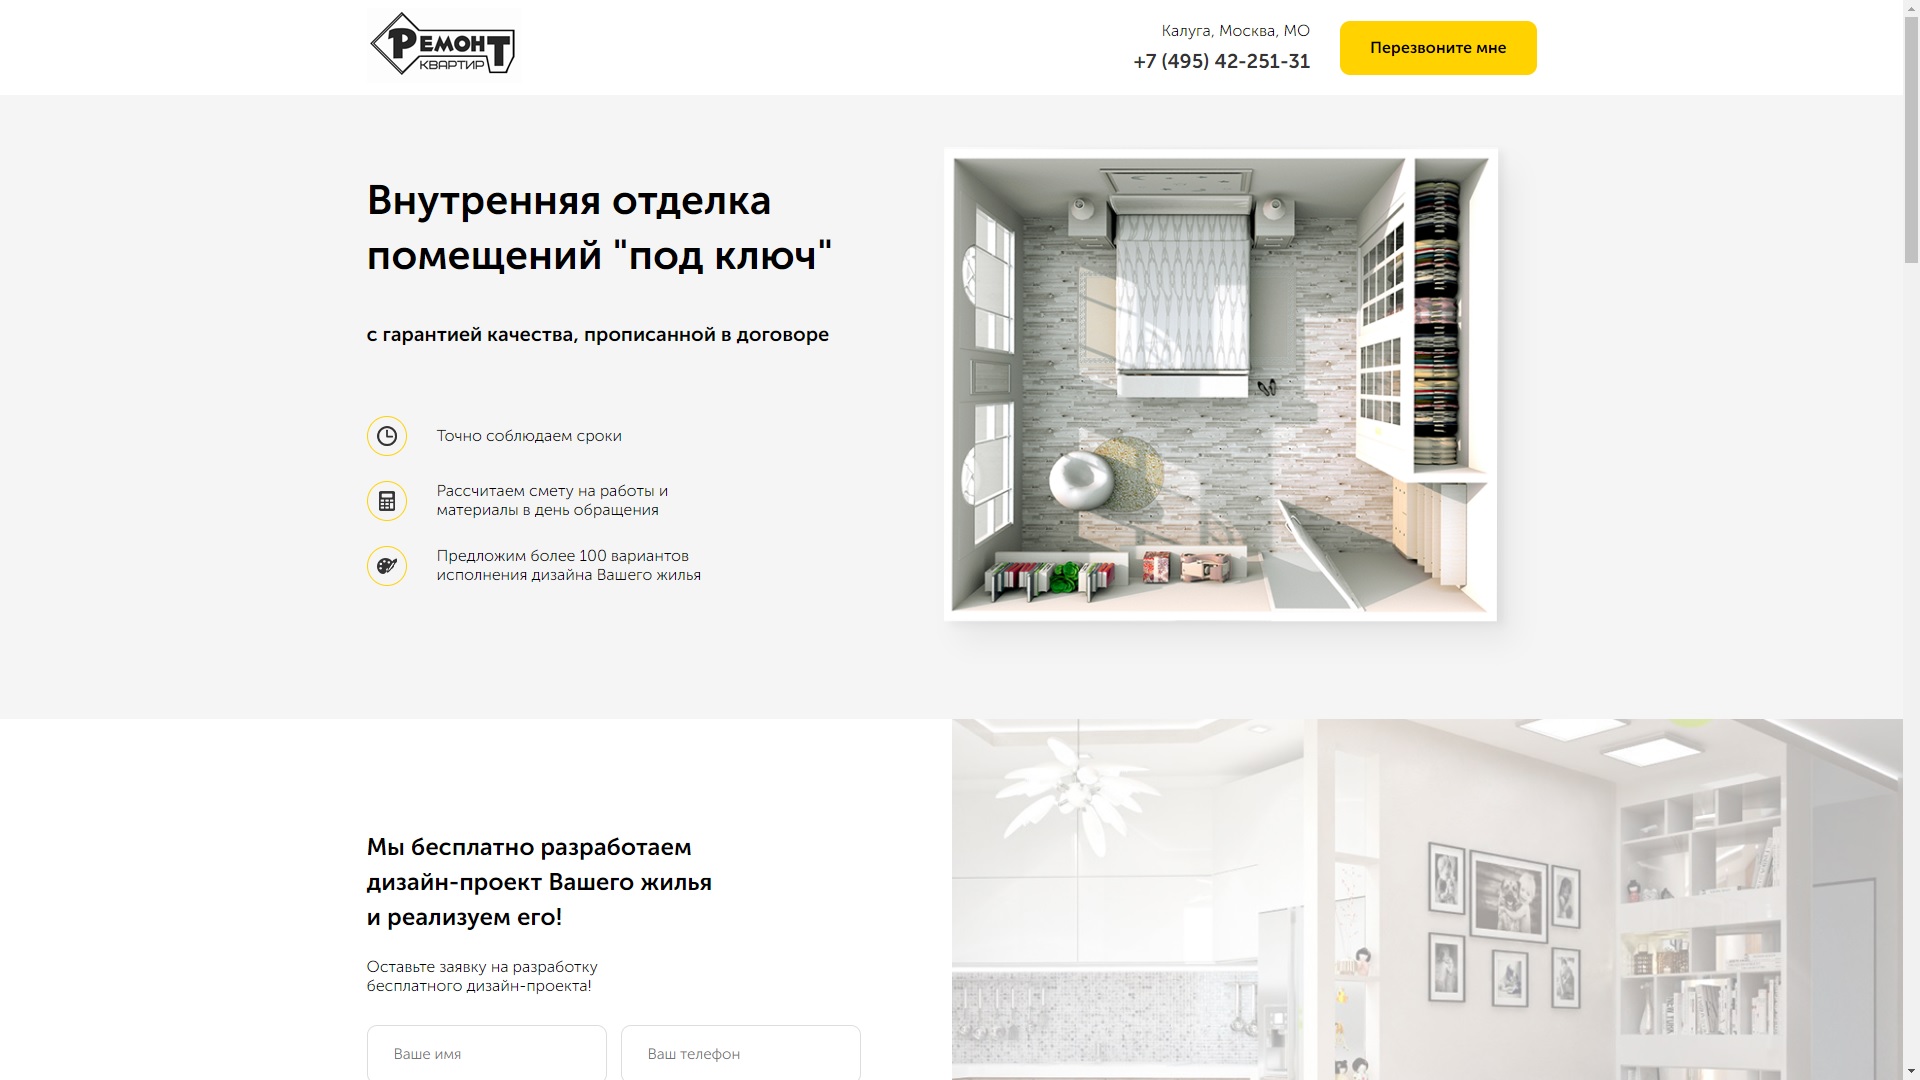 РЕМОНТ
КВАРТИР
Калуга, Москва, МО
+7 (495) 42-251-31
Перезвоните мне
Внутренняя отделка
помещений "под ключ"
с гарантией качества, прописанной в договоре
Точно соблюдаем сроки
Рассчитаем смету на работы и
материалы в день обращения
Предложим более 100 вариантов
исполнения дизайна Вашего жилья
Мы бесплатно разработаем
дизайн-проект Вашего жилья
и реализуем его!
Оставьте заявку на разработку
бесплатного дизайн-проекта!
Ваше имя
Ваш телефон